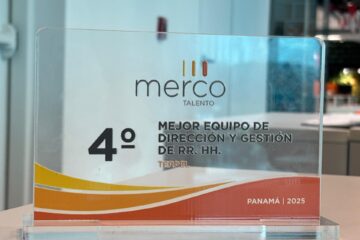 merco
TALENTO
4º
MEJOR EQUIPO DE
DIRECCIÓN Y GESTIÓN
DE RR. HH.
PANAMÁ | 2025